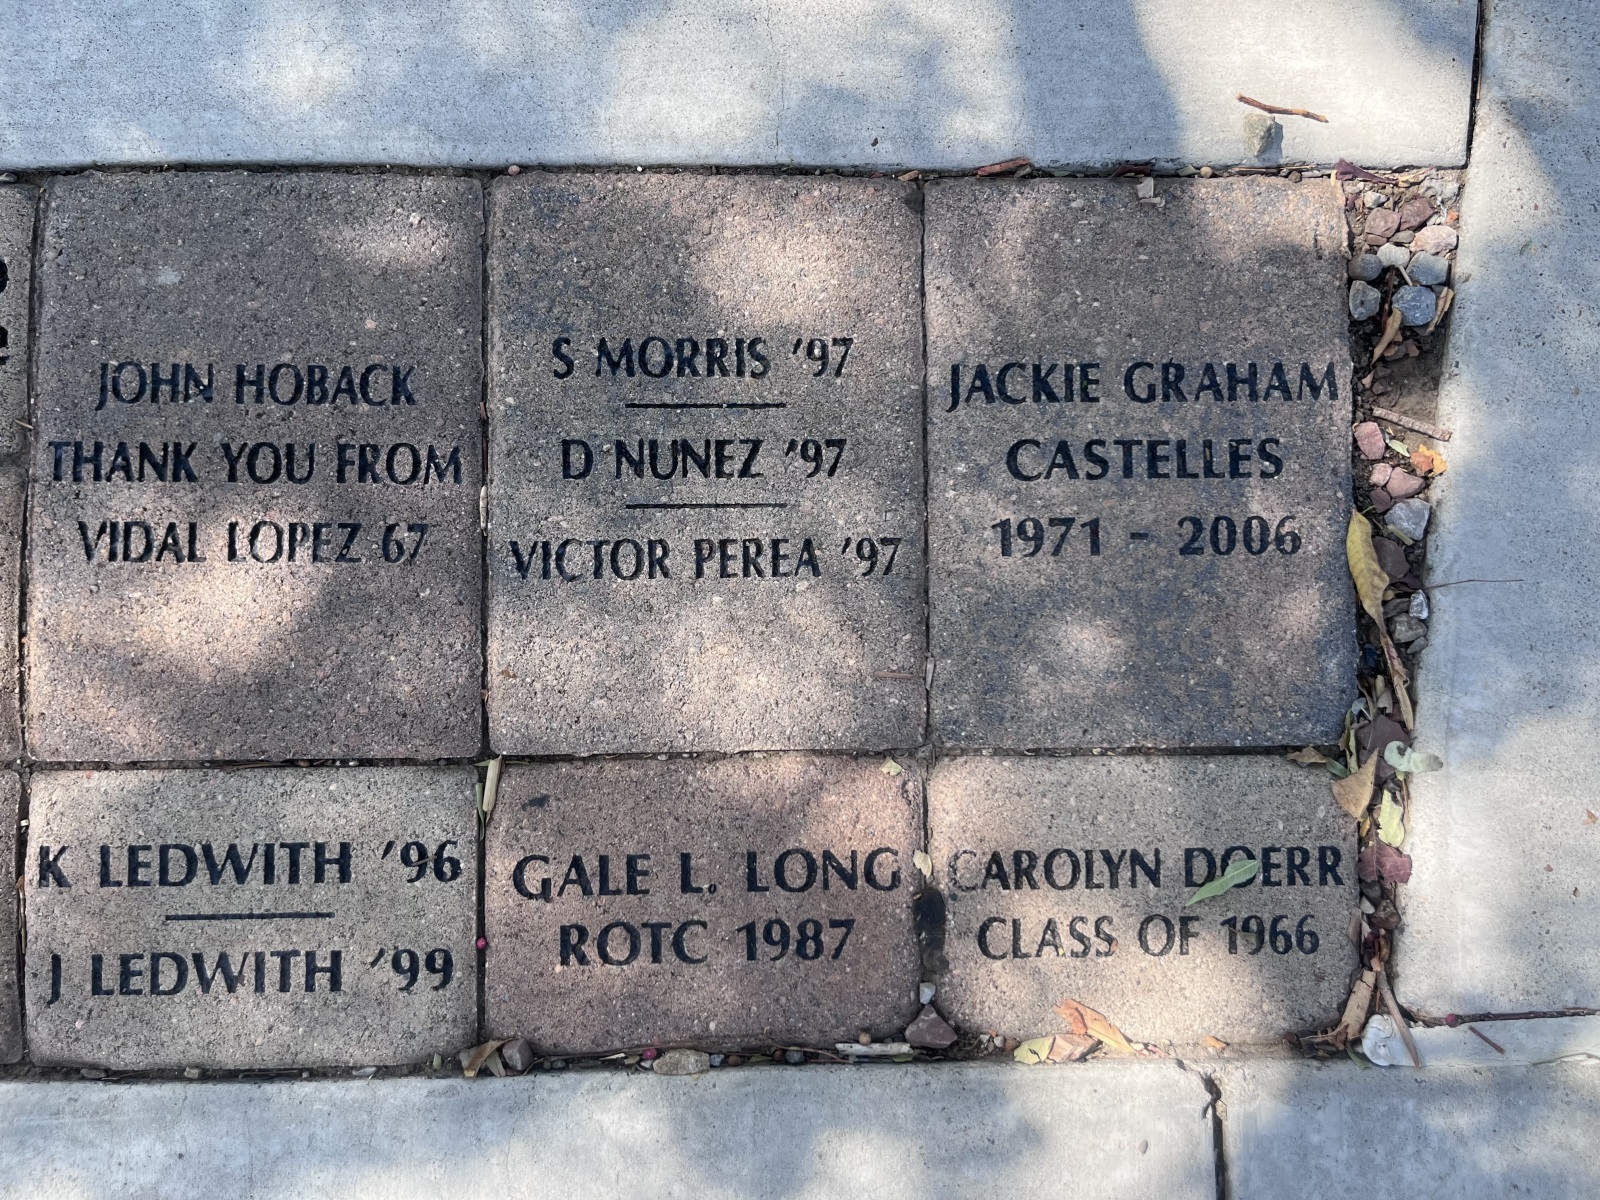 JOHN HOBACK
THANK YOU FROM
VIDAL LOPEZ 67
S MORRIS '97
D NUNEZ '97
VICTOR PEREA '97
JACKIE GRAHAM
CASTELLES
1971 - 2006
K LEDWITH '96
J LEDWITH '99
GALE L. LONG
ROTC 1987
CAROLYN DOERR
CLASS OF 1966